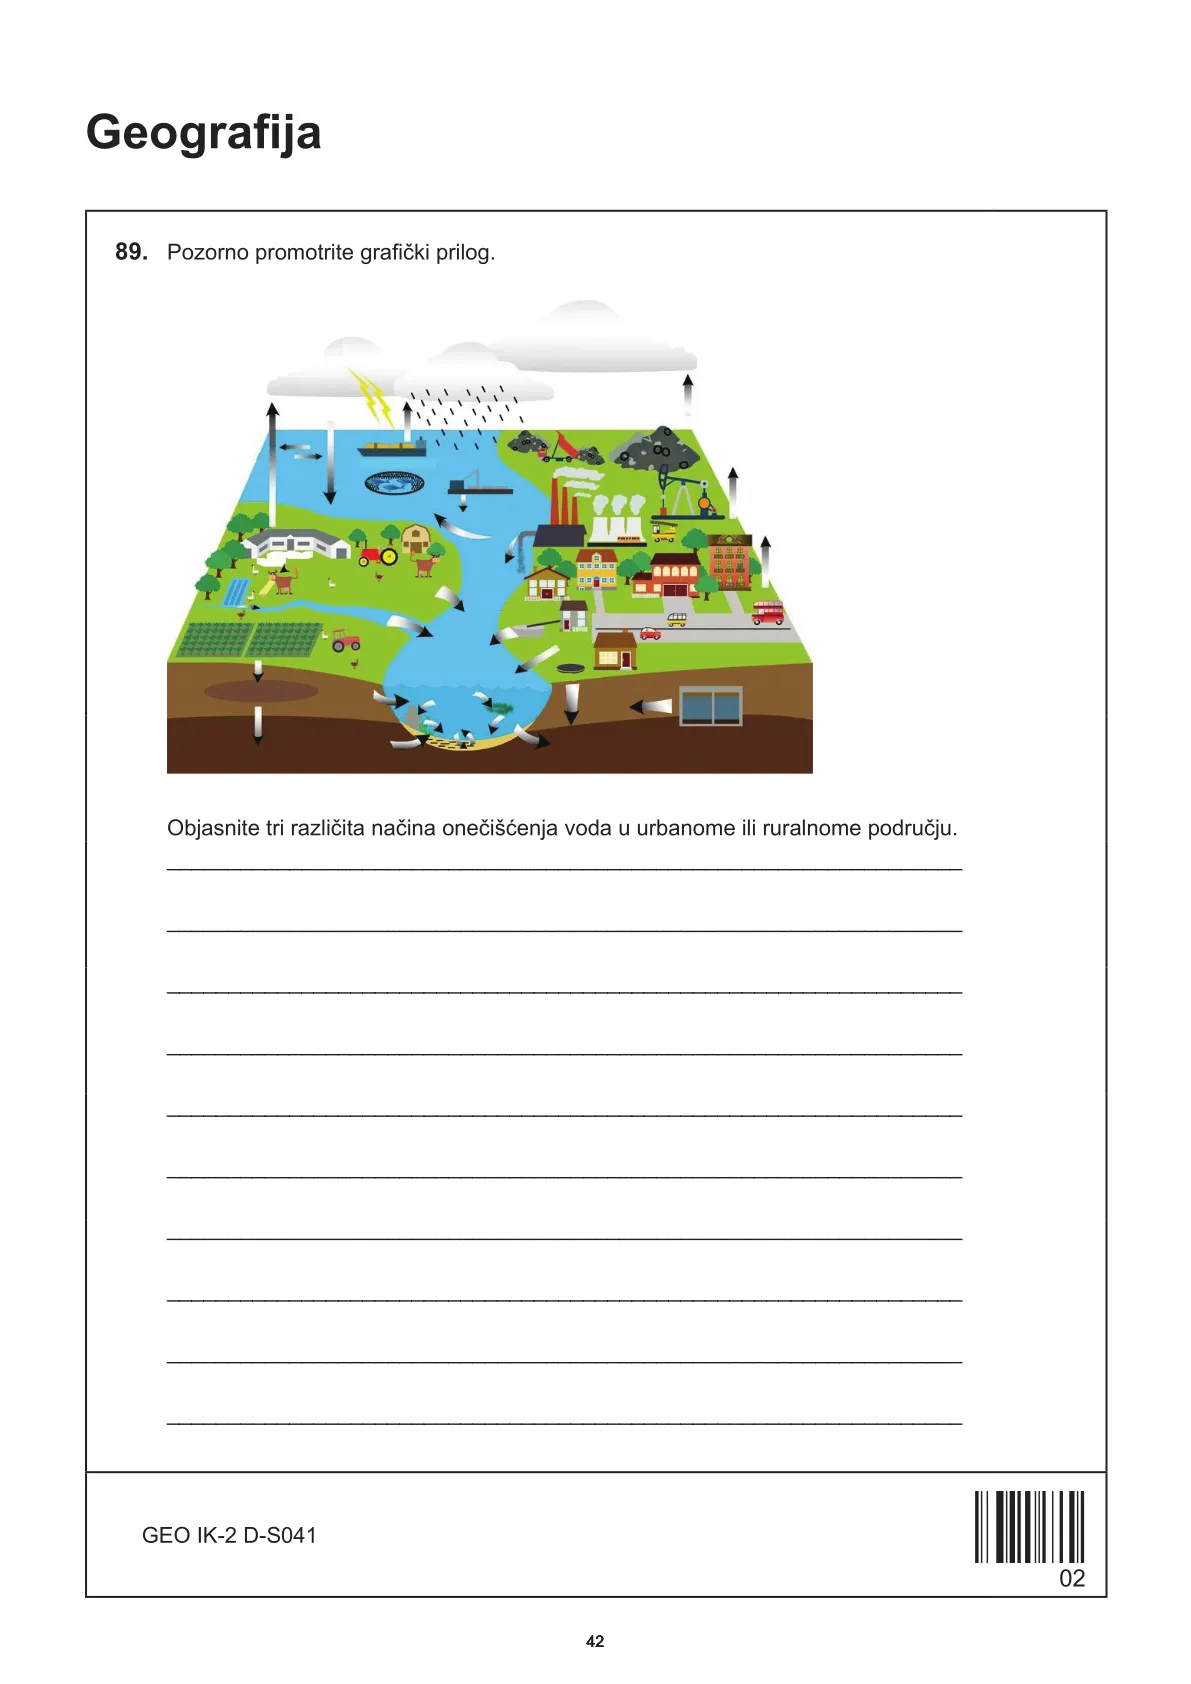 Geografija
89. Pozorno promotrite grafički prilog.
Objasnite tri različita načina onečišćenja voda u urbanome ili ruralnome području.
GEO IK-2 D-S041
02
42